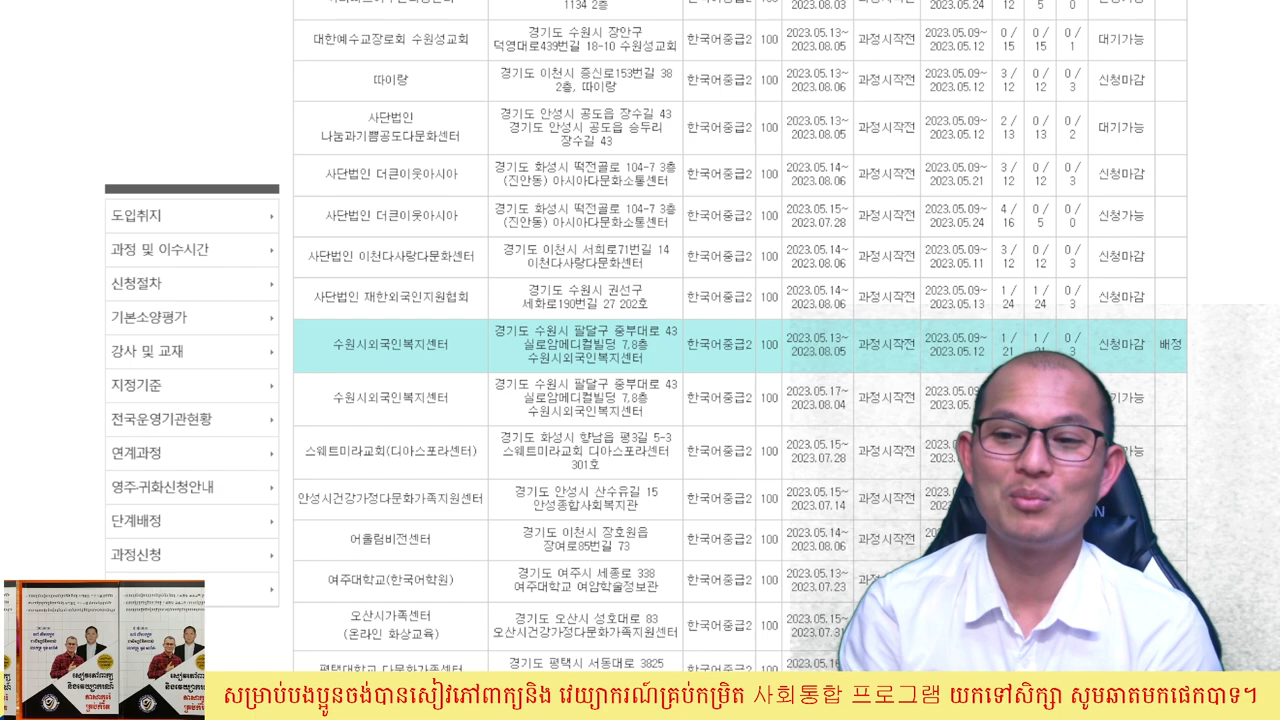 1134 2층
2023.08.03
2023.05.24
12
5
0
대한예수교장로회 수원성교회
경기도 수원시 장안구
덕영대로439번길 18-10 수원성교회
한국어중급2
100
2023.05.13~
2023.08.05
과정시작전
2023.05.09~
2023.05.12
0 /
15
0 /
15
0 /
1
대기가능
따이랑
경기도 이천시 증신로153번길 38
2층, 따이랑
한국어중급2
100
2023.05.13~
2023.08.06
과정시작전
2023.05.09~
2023.05.12
3 /
12
0 /
12
0 /
3
신청마감
사단법인
나눔과기쁨공도다문화센터
경기도 안성시 공도읍 장수길 43
경기도 안성시 공도읍 승두리
장수길 43
한국어중급2
100
2023.05.13~
2023.08.05
과정시작전
2023.05.09~
2023.05.12
2 /
13
0 /
13
0 /
2
대기가능
사단법인 더큰이웃아시아
경기도 화성시 떡전골로 104-7 3층
(진안동) 아시아다문화소통센터
한국어중급2
100
2023.05.14~
2023.08.06
과정시작전
2023.05.09~
2023.05.21
3 /
12
0 /
12
0 /
3
신청마감
사단법인 더큰이웃아시아
경기도 화성시 떡전골로 104-7 3층
(진안동) 아시아다문화소통센터
한국어중급2
100
2023.05.15~
2023.07.28
과정시작전
2023.05.09~
2023.05.24
4 /
16
0 /
5
0 /
0
신청가능
사단법인 이천다사랑다문화센터
경기도 이천시 서희로71번길 14
이천다사랑다문화센터
한국어중급2
100
2023.05.14~
2023.08.06
과정시작전
2023.05.09~
2023.05.11
3 /
12
0 /
12
0 /
3
신청마감
사단법인 재한외국인지원협회
경기도 수원시 권선구
세화로190번길 27 202호
한국어중급2
100
2023.05.14~
2023.08.06
과정시작전
2023.05.09~
2023.05.13
1 /
24
1 /
24
0 /
3
신청마감
수원시외국인복지센터
경기도 수원시 팔달구 중부대로 43
실로암메디컬빌딩 7,8층
수원시외국인복지센터
한국어중급2
100
2023.05.13~
2023.08.05
과정시작전
2023.05.09~
2023.05.12
1 /
21
1 /
0 /
3
신청마감
배정
수원시외국인복지센터
경기도 수원시 팔달구 중부대로 43
실로암메디컬빌딩 7,8층
수원시외국인복지센터
한국어중급2
100
2023.05.17~
2023.08.04
과정시작전
스웨트미라교회(디아스포라센터)
경기도 화성시 향남읍 평3길 5-3
스웨트미라교회 디아스포라센터
301호
한국어중급2
100
2023.05.15~
2023.07.28
과정시작전
안성시건강가정다문화가족지원센터
경기도 안성시 산수유길 15
안성종합사회복지관
한국어중급2
100
2023.05.15~
2023.07.14
과정시작전
어울림비전센터
경기도 이천시 장호원읍
장여로85번길 73
한국어중급2
100
2023.05.14~
2023.08.06
과정시작전
여주대학교(한국어학원)
경기도 여주시 세종로 338
여주대학교 여암학술정보관
한국어중급2
100
2023.05.13~
2023.07.23
오산시가족센터
(온라인 화상교육)
경기도 오산시 성호대로 83
오산시건강가정다문화가족지원센터
한국어중급2
100
2023.05.15~
평택대학교 다문화가족센터
경기도 평택시 서동대로 3825
한국어중급2
100
도입취지
과정 및 이수시간
신청절차
기본소양평가
강사 및 교재
지정기준
전국운영기관현황
연계과정
영주·귀화신청안내
단계배정
과정신청
សម្រាប់បងប្អូនចង់បានសៀវភៅពាក្យនិង វេយ្យាករណ៍គ្រប់កម្រិត 사회통합 프로그램 យកទៅសិក្សា សូមឆាតមកផេកបាទ។